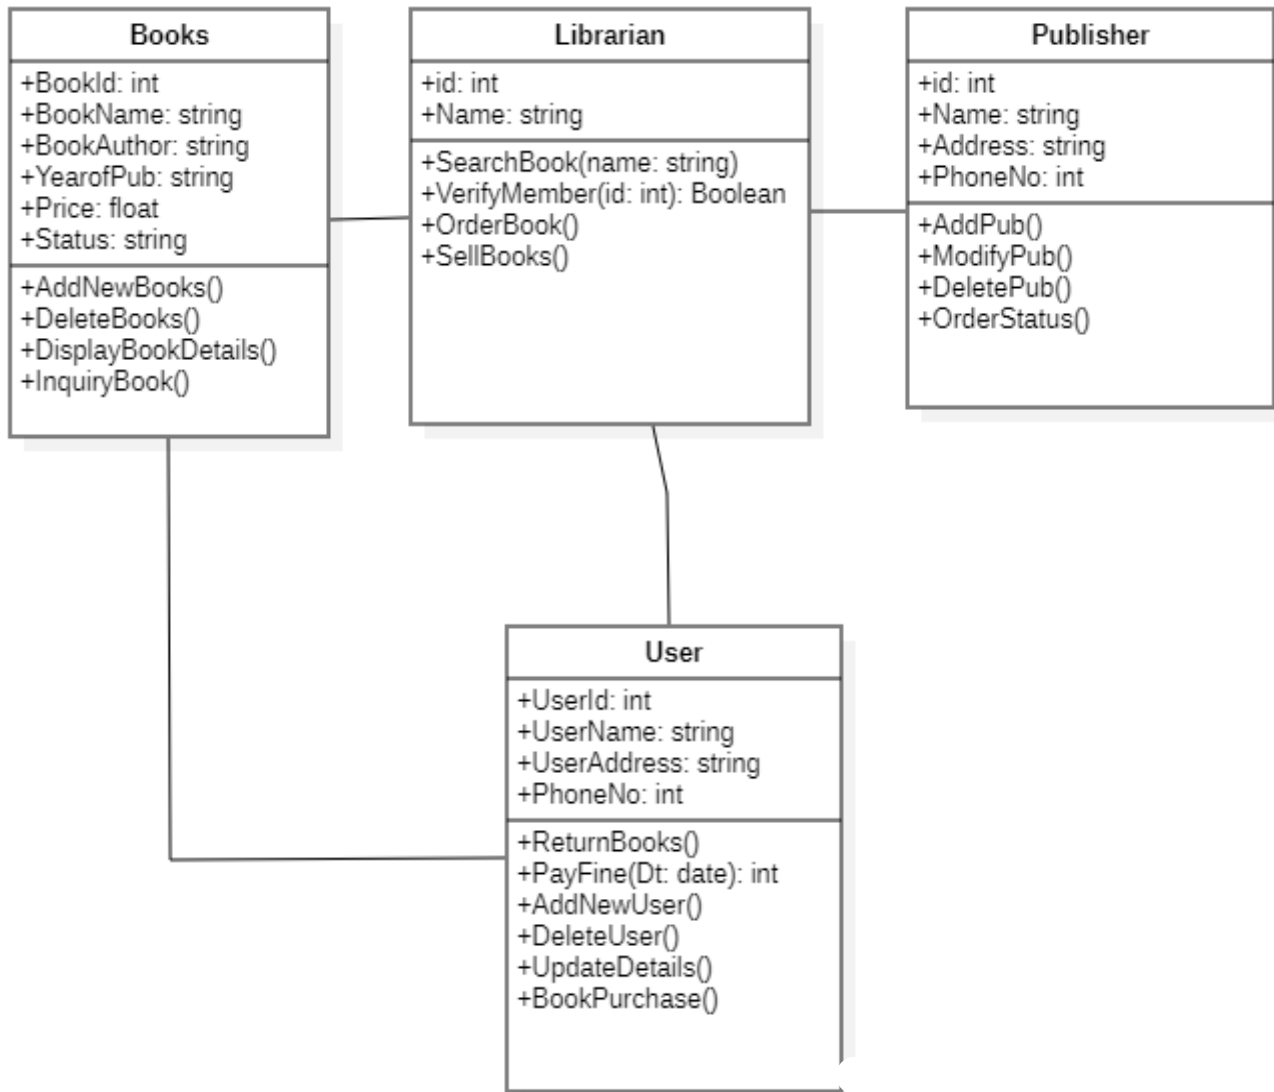 Books
+BookId: int
+BookName: string
+BookAuthor: string
+YearofPub: string
+Price: float
+Status: string
+AddNewBooks()
+DeleteBooks()
+DisplayBookDetails()
+InquiryBook()
Librarian
+id: int
+Name: string
+SearchBook(name: string)
+VerifyMember(id: int): Boolean
+OrderBook()
+SellBooks()
Publisher
+id: int
+Name: string
+Address: string
+PhoneNo: int
+AddPub()
+ModifyPub()
+DeletePub()
+OrderStatus()
User
+UserId: int
+UserName: string
+UserAddress: string
+PhoneNo: int
+ReturnBooks()
+PayFine(Dt: date): int
+AddNewUser()
+DeleteUser()
+UpdateDetails()
+BookPurchase()